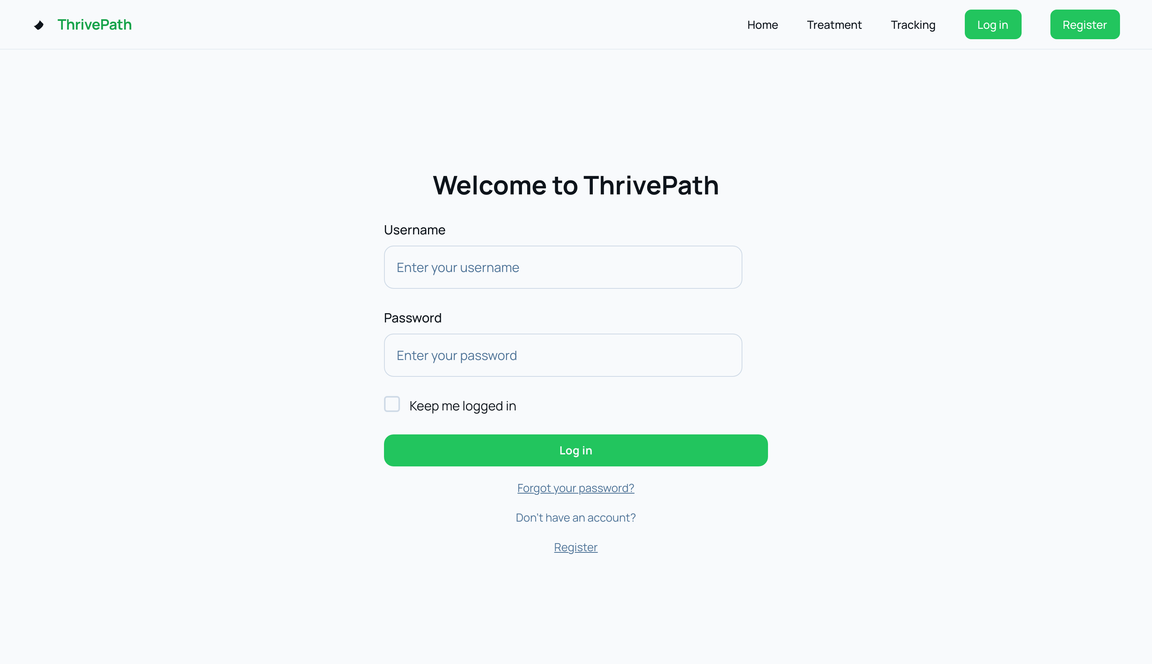 ThrivePath
Home Treatment Tracking Log in Register
Welcome to ThrivePath
Username
Enter your username
Password
Enter your password
Keep me logged in
Log in
Forgot your password?
Don't have an account?
Register